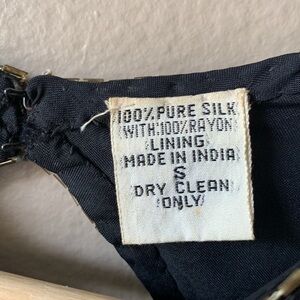 100% PURE SILK
WITH 100% RAYON
LINING
MADE IN INDIA
S
DRY CLEAN
ONLY